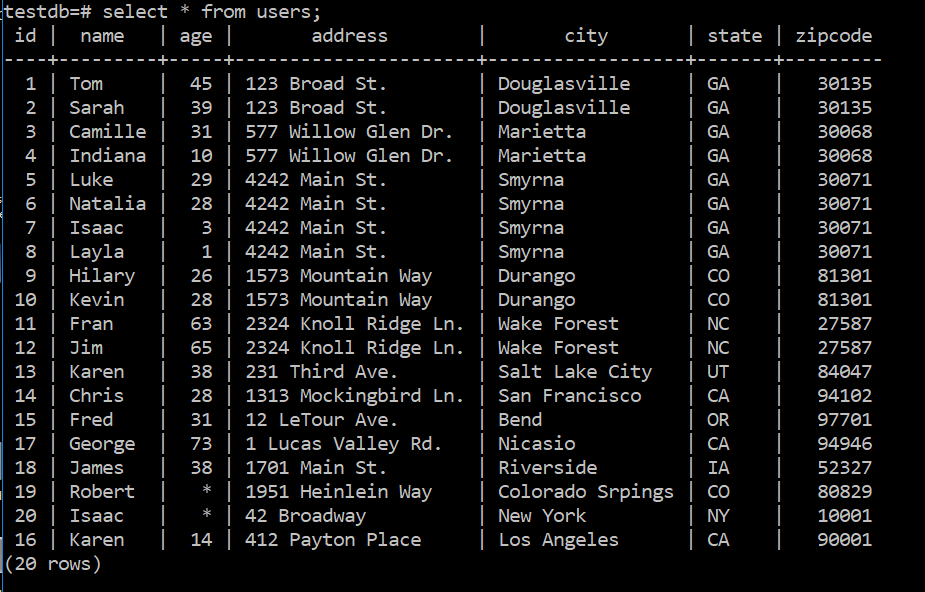 testdb=# select * from users;
 id |  name   | age |       address        |      city       | state | zipcode
----+---------+-----+----------------------+-----------------+-------+---------
  1 | Tom     |  45 | 123 Broad St.        | Douglasville    | GA    |   30135
  2 | Sarah   |  39 | 123 Broad St.        | Douglasville    | GA    |   30135
  3 | Camille |  31 | 577 Willow Glen Dr.  | Marietta        | GA    |   30068
  4 | Indiana |  10 | 577 Willow Glen Dr.  | Marietta        | GA    |   30068
  5 | Luke    |  29 | 4242 Main St.        | Smyrna          | GA    |   30071
  6 | Natalia |  28 | 4242 Main St.        | Smyrna          | GA    |   30071
  7 | Isaac   |   3 | 4242 Main St.        | Smyrna          | GA    |   30071
  8 | Layla   |   1 | 4242 Main St.        | Smyrna          | GA    |   30071
  9 | Hilary  |  26 | 1573 Mountain Way    | Durango         | CO    |   81301
 10 | Kevin   |  28 | 1573 Mountain Way    | Durango         | CO    |   81301
 11 | Fran    |  63 | 2324 Knoll Ridge Ln. | Wake Forest     | NC    |   27587
 12 | Jim     |  65 | 2324 Knoll Ridge Ln. | Wake Forest     | NC    |   27587
 13 | Karen   |  38 | 231 Third Ave.       | Salt Lake City  | UT    |   84047
 14 | Chris   |  28 | 1313 Mockingbird Ln. | San Francisco   | CA    |   94102
 15 | Fred    |  31 | 12 LeTour Ave.       | Bend            | OR    |   97701
 17 | George  |  73 | 1 Lucas Valley Rd.   | Nicasio         | CA    |   94946
 18 | James   |  38 | 1701 Main St.        | Riverside       | IA    |   52327
 19 | Robert  |   * | 1951 Heinlein Way    | Colorado Srpings | CO    |   80829
 20 | Isaac   |   * | 42 Broadway          | New York        | NY    |   10001
 16 | Karen   |  14 | 412 Payton Place     | Los Angeles     | CA    |   90001
(20 rows)